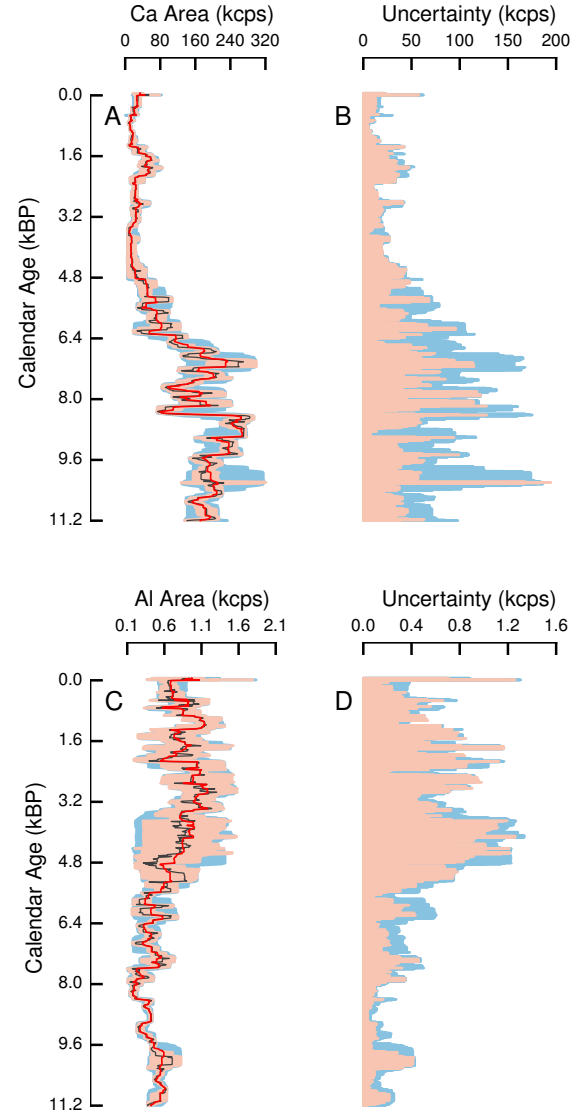 Ca Area (kcps) Uncertainty (kcps)
0 80 160 240 320 0 50 100 150 200
A B
0.0
1.6
3.2
4.8
6.4
8.0
9.6
11.2
Calendar Age (kBP)
Al Area (kcps) Uncertainty (kcps)
0.1 0.6 1.1 1.6 2.1 0.0 0.4 0.8 1.2 1.6
C D
0.0
1.6
3.2
4.8
6.4
8.0
9.6
11.2
Calendar Age (kBP)